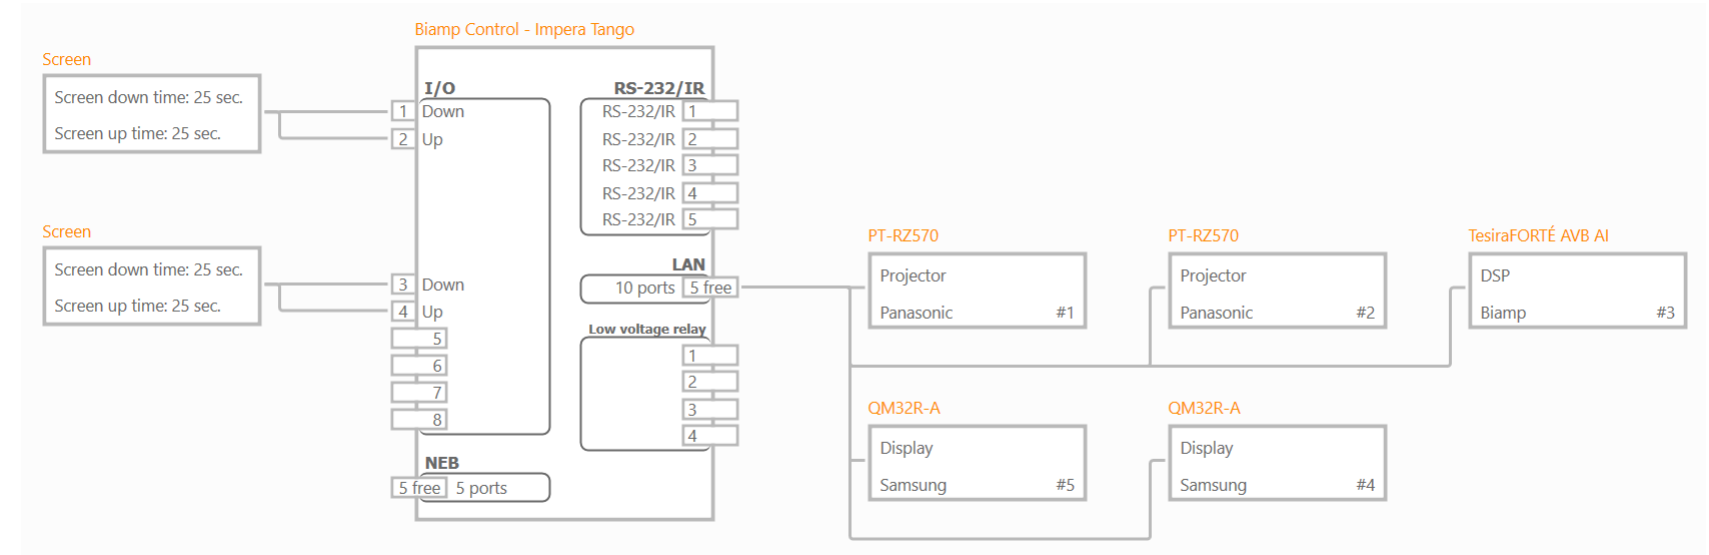 Biamp Control - Impera Tango
Screen
Screen down time: 25 sec.
Screen up time: 25 sec.
Screen
Screen down time: 25 sec.
Screen up time: 25 sec.
I/O
1 Down
2 Up
3 Down
4 Up
5
6
7
8
NEB
5 free 5 ports
RS-232/IR
RS-232/IR 1
RS-232/IR 2
RS-232/IR 3
RS-232/IR 4
RS-232/IR 5
LAN
10 ports 5 free
Low voltage relay
1
2
3
4
PT-RZ570
Projector
Panasonic #1
PT-RZ570
Projector
Panasonic #2
TesiraFORTÉ AVB AI
DSP
Biamp #3
QM32R-A
Display
Samsung #5
QM32R-A
Display
Samsung #4